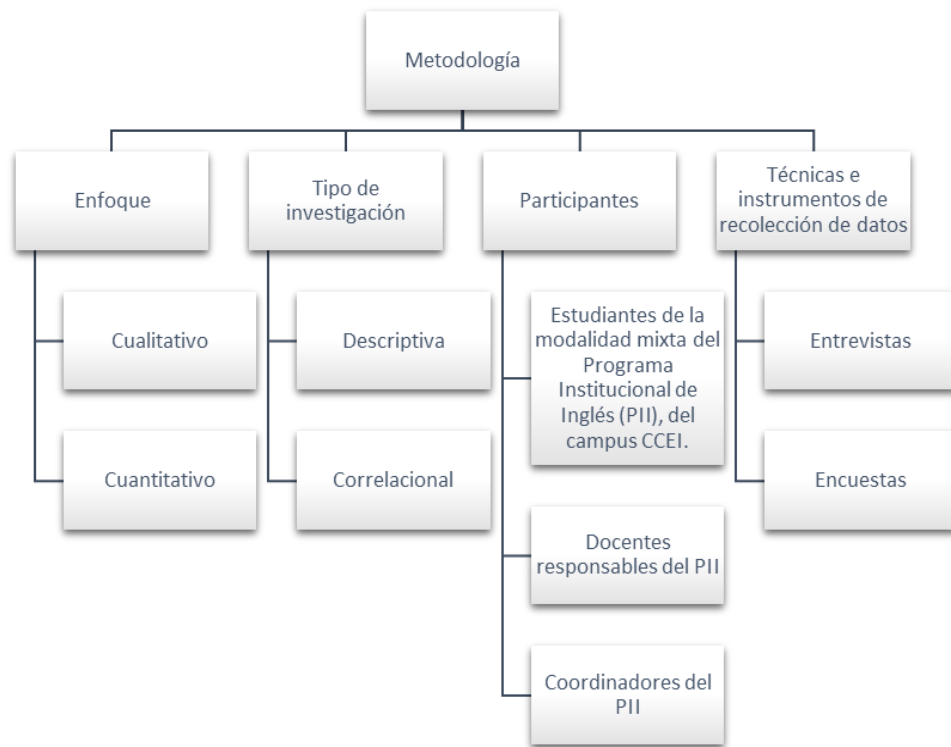 Metodología
Enfoque
Tipo de
investigación
Participantes
Técnicas e
instrumentos de
recolección de datos
Cualitativo
Cuantitativo
Descriptiva
Correlacional
Estudiantes de la
modalidad mixta del
Programa
Institucional de
Inglés (PII), del
campus CCEI.
Docentes
responsables del PII
Coordinadores del
PII
Entrevistas
Encuestas